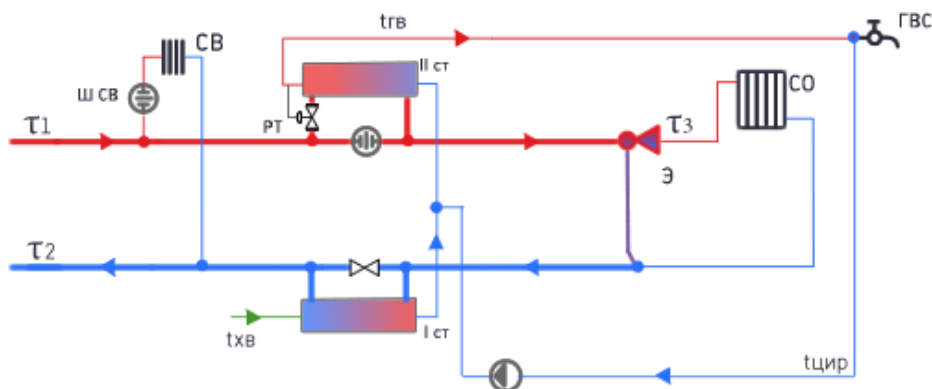 tгв
ГВС
СВ
II ст
СО
Ш СВ
τ1
РТ
τ3
Э
τ2
tхв
I ст
tцир